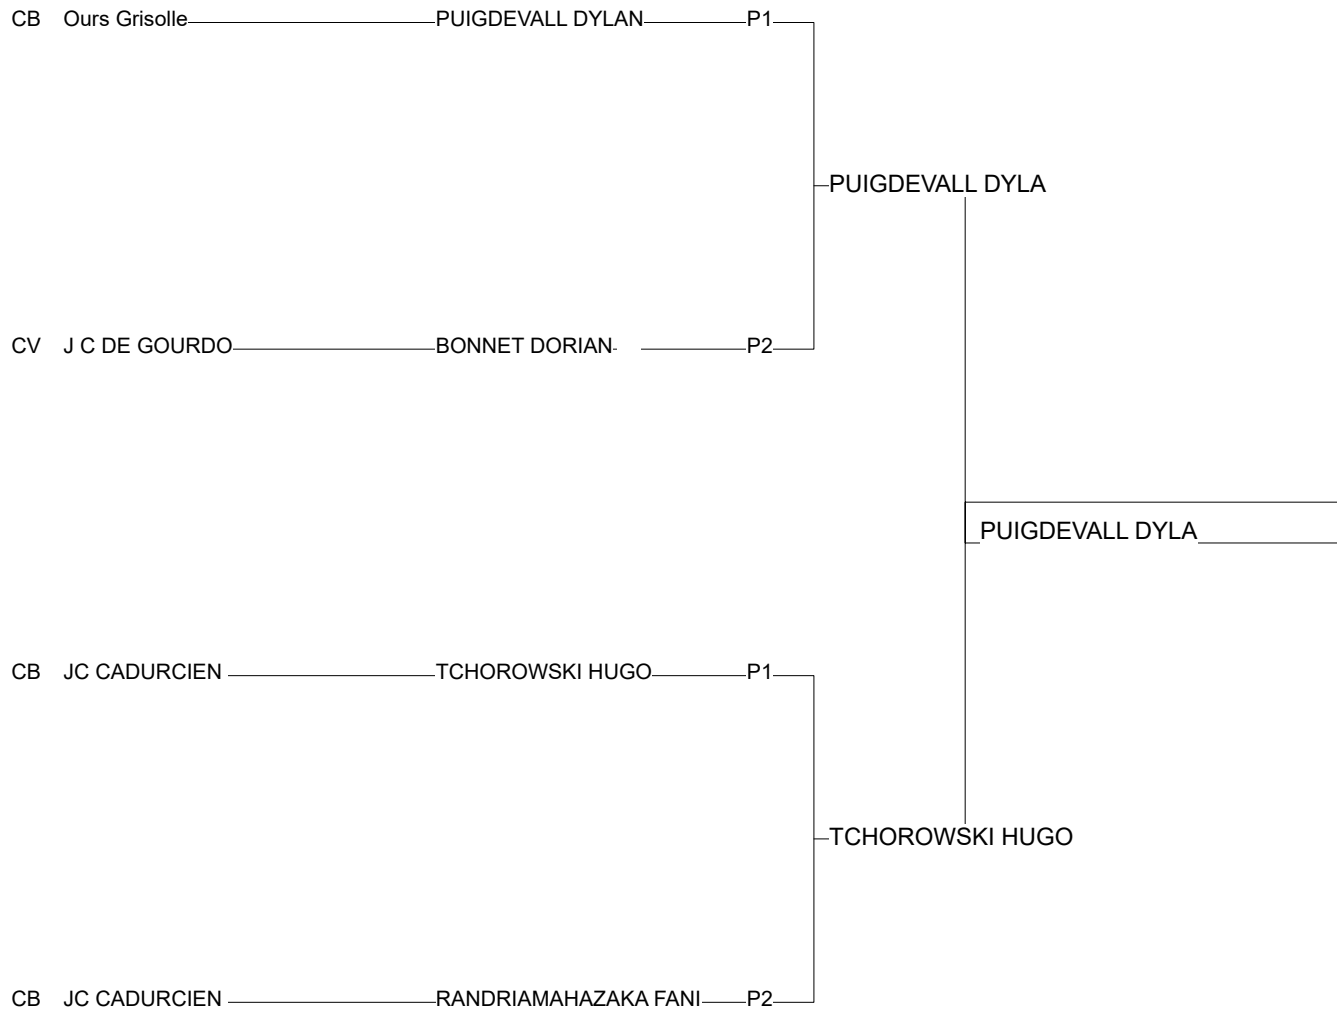 CB Ours Grisolle PUIGDEVALL DYLAN P1
PUIGDEVALL DYLA
CV J C DE GOURDO BONNET DORIAN P2
PUIGDEVALL DYLA
CB JC CADURCIEN TCHOROWSKI HUGO P1
TCHOROWSKI HUGO
CB JC CADURCIEN RANDRIAMAHAZAKA FANI P2